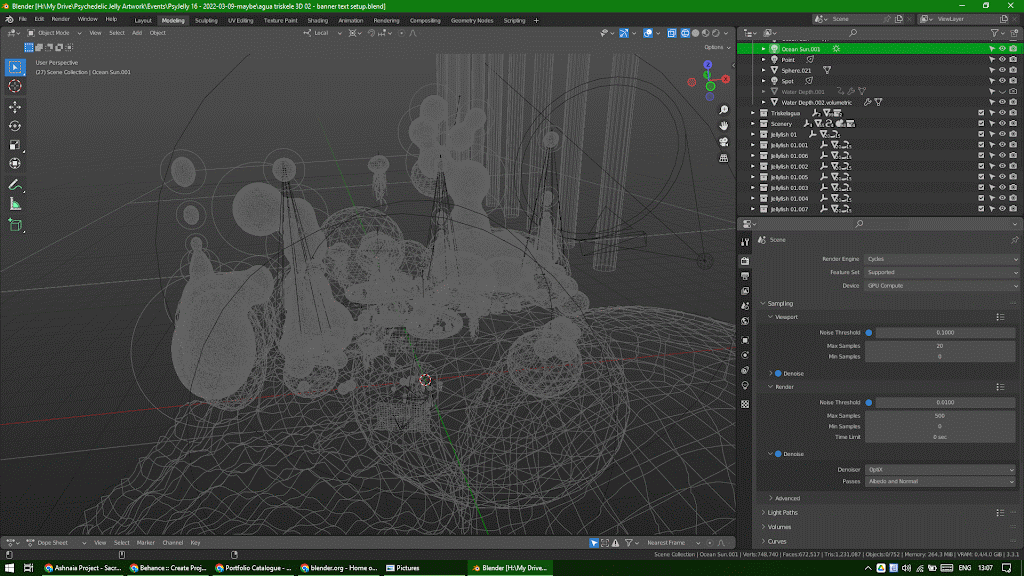 Blender [H:\My Drive\Psychedelic Jelly Artwork\Events\PsyJelly 16 - 2022-03-09-maybe\agua triskele 3D 02 - banner text setup.blend]
File Edit Render Window Help Layout Modeling Sculpting UV Editing Texture Paint Shading Animation Rendering Compositing Geometry Nodes Scripting + Scene ViewLayer
Object Mode View Select Add Object Local
Options
User Perspective
(27) Scene Collection | Ocean Sun.001
Ocean Sun.001
Point
Sphere.021
Spot
Water Depth.001
Water Depth.002.volumetric
Triskelagua
Scenery
Jellyfish 01
Jellyfish 01.001
Jellyfish 01.006
Jellyfish 01.002
Jellyfish 01.005
Jellyfish 01.003
Jellyfish 01.004
Jellyfish 01.007
Scene
Render Engine Cycles
Feature Set Supported
Device GPU Compute
Sampling
Viewport
Noise Threshold 0.1000
Max Samples 20
Min Samples 0
Denoise
Render
Noise Threshold 0.0100
Max Samples 500
Min Samples 0
Time Limit 0 sec
Denoise
Denoiser OptiX
Passes Albedo and Normal
Advanced
Light Paths
Volumes
Curves
Dope Sheet View Select Marker Channel Key Nearest Frame
Scene Collection | Ocean Sun.001 | Verts:748,740 | Faces:672,517 | Tris:1,231,087 | Objects:0/752 | Memory: 264.3 MiB | VRAM: 0.4/4.0 GiB | 3.3.1
Ashnaia Project - Sacr... Behance :: Create Proj... Portfolio Catalogue - ... blender.org - Home o... Pictures Blender [H:\My Drive... ENG 13:07